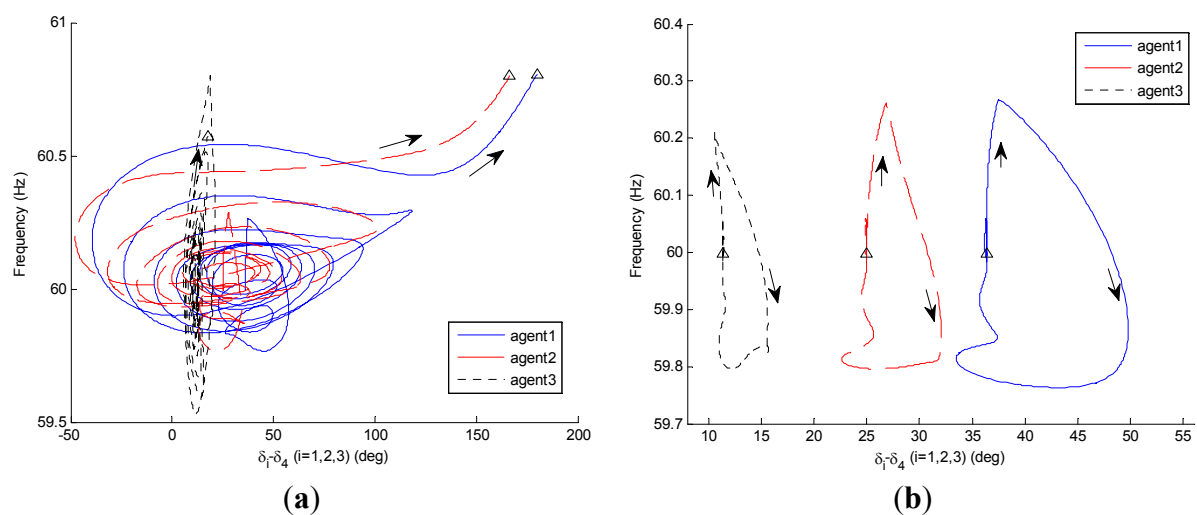 61
60.5
60
59.5
Frequency (Hz)
-50
0
50
100
150
200
δi-δ4 (i=1,2,3) (deg)
agent1
agent2
agent3
(a)
60.4
60.3
60.2
60.1
60
59.9
59.8
59.7
Frequency (Hz)
10
15
20
25
30
35
40
45
50
55
δi-δ4 (i=1,2,3) (deg)
agent1
agent2
agent3
(b)